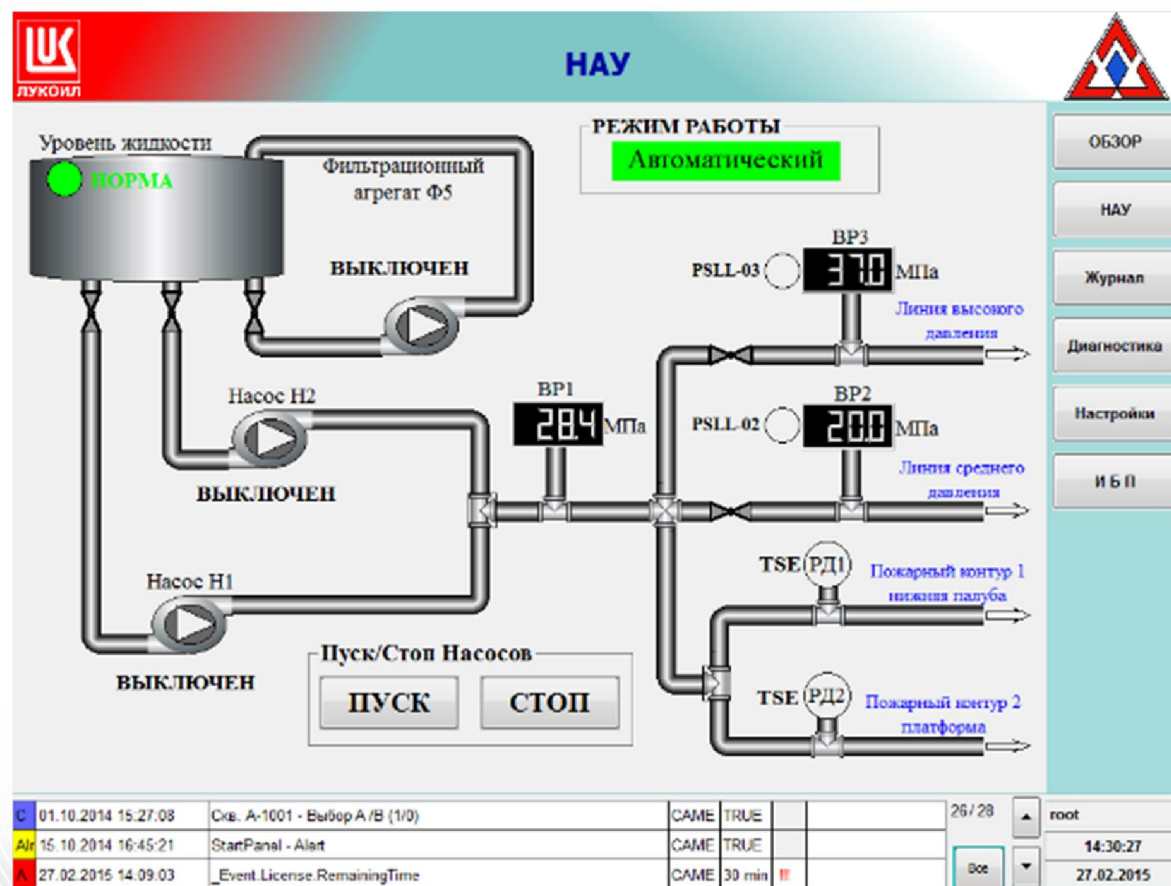 ЛУКОЙЛ
НАУ
Уровень жидкости
НОРМА
Фильтрационный
агрегат Ф5
ВЫКЛЮЧЕН
РЕЖИМ РАБОТЫ
Автоматический
BP3
PSLL-03
37.0 МПа
Линия высокого
давления
Насос Н2
ВЫКЛЮЧЕН
BP1
28.4 МПа
BP2
PSLL-02
20.0 МПа
Линия среднего
давления
Насос Н1
ВЫКЛЮЧЕН
TSE РД1
Пожарный контур 1
нижняя палуба
Пуск/Стоп Насосов
ПУСК
СТОП
TSE РД2
Пожарный контур 2
платформа
ОБЗОР
НАУ
Журнал
Диагностика
Настройки
И Б П
C 01.10.2014 15:27:08 Скв. А-1001 - Выбор А /В (1/0) CAME TRUE
Alr 15.10.2014 16:45:21 StartPanel - Alert CAME TRUE
A 27.02.2015 14:09:03 _Event.License.RemainingTime CAME 30 min !!!
26 / 28
Все
root
14:30:27
27.02.2015